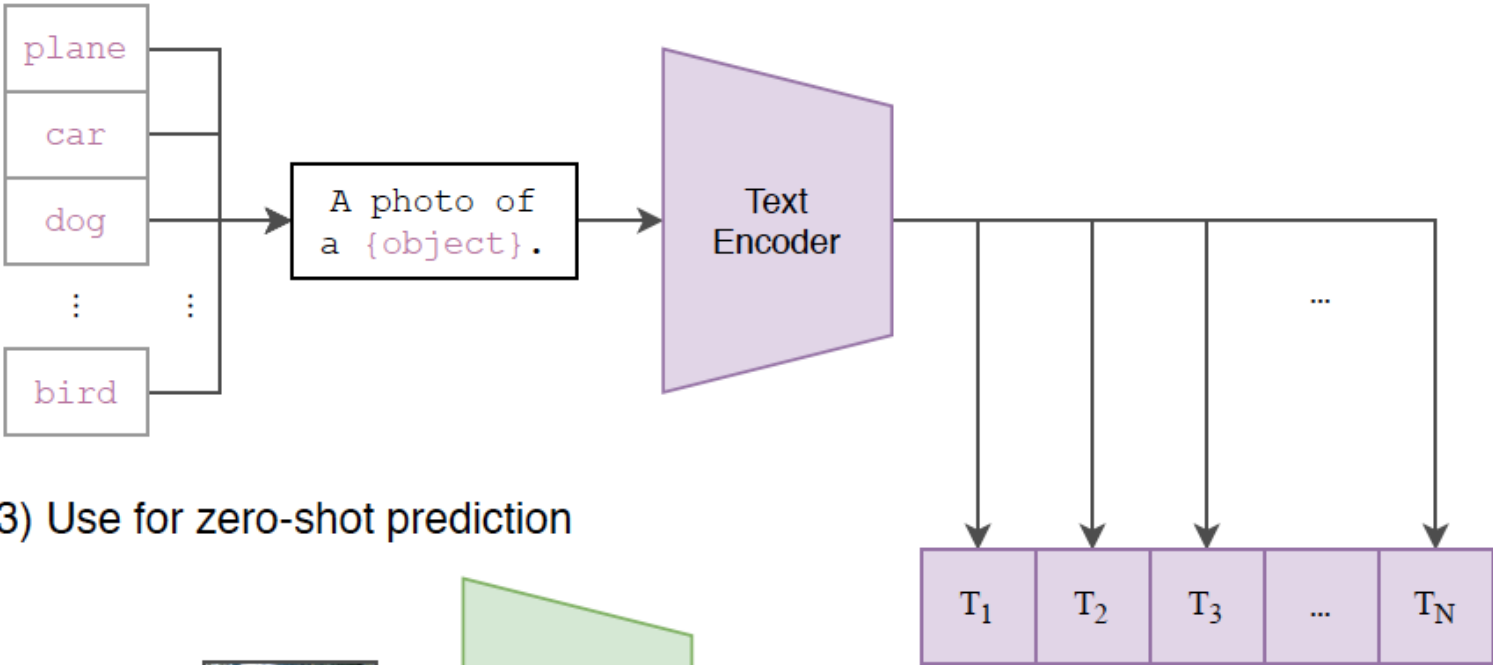 plane
car
dog
⋮ ⋮
bird
A photo of
a {object}.
Text
Encoder
...
3) Use for zero-shot prediction
T1 T2 T3 ... TN